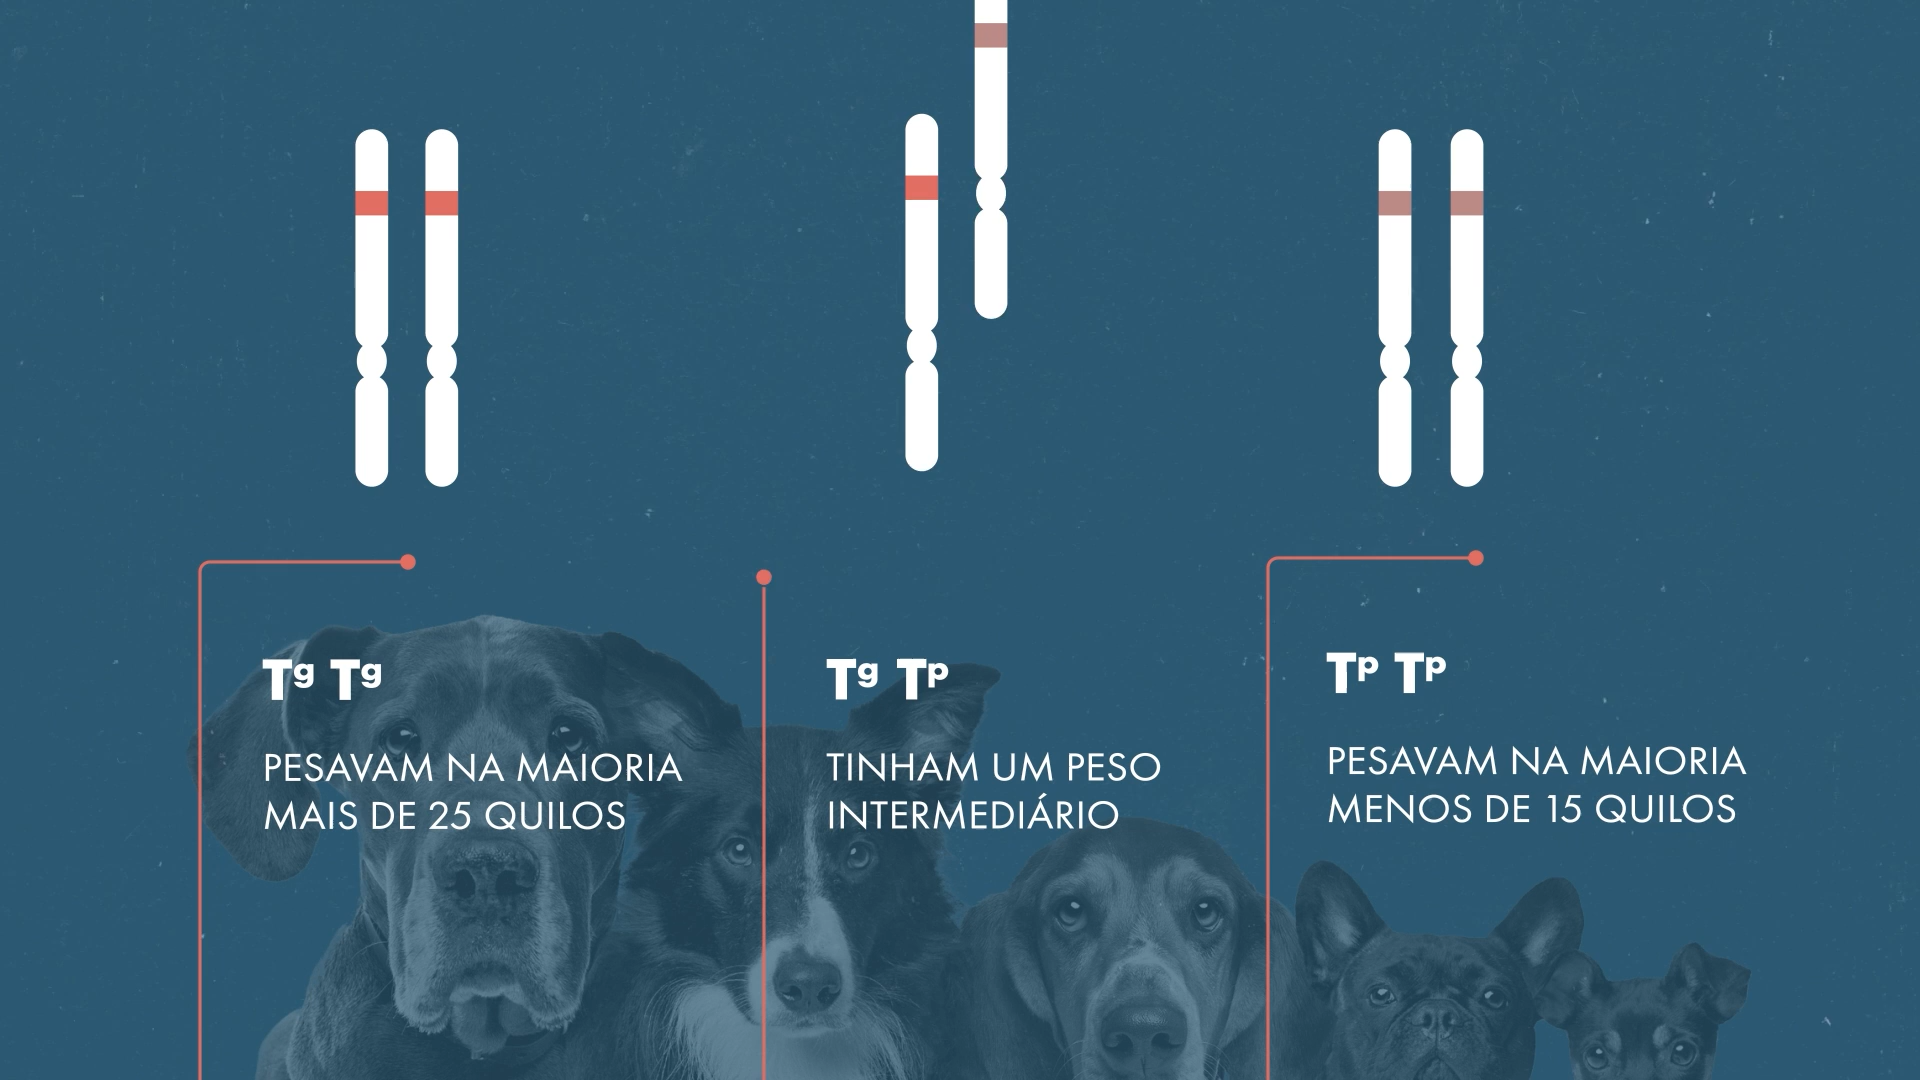 Tg Tg
PESAVAM NA MAIORIA
MAIS DE 25 QUILOS
Tg Tp
TINHAM UM PESO
INTERMEDIÁRIO
Tp Tp
PESAVAM NA MAIORIA
MENOS DE 15 QUILOS